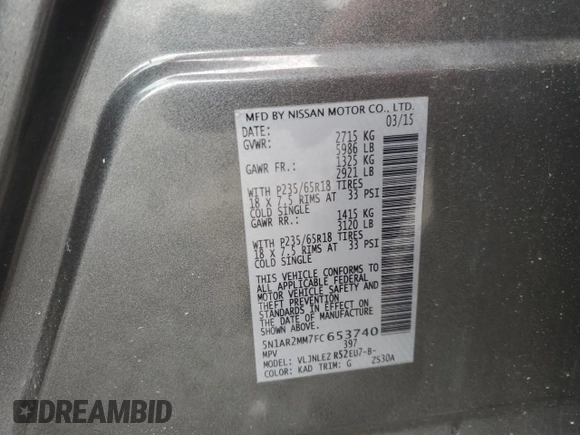 MFD BY NISSAN MOTOR CO., LTD.
DATE: 03/15
GVWR: 2715 KG
5986 LB
GAWR FR.: 1325 KG
2921 LB
WITH P235/65R18 TIRES
18 X 7.5 RIMS AT 33 PSI
COLD SINGLE
GAWR RR.: 1415 KG
3120 LB
WITH P235/65R18 TIRES
18 X 7.5 RIMS AT 33 PSI
COLD SINGLE
THIS VEHICLE CONFORMS TO
ALL APPLICABLE FEDERAL
MOTOR VEHICLE SAFETY AND
THEFT PREVENTION
STANDARDS IN EFFECT ON
THE DATE OF MANUFACTURE
SHOWN ABOVE.
5N1AR2MM7FC653740
MPV 397
MODEL: VLJNLEZ R52EU7-B-
COLOR: KAD TRIM: G ZS30A
DREAMBID